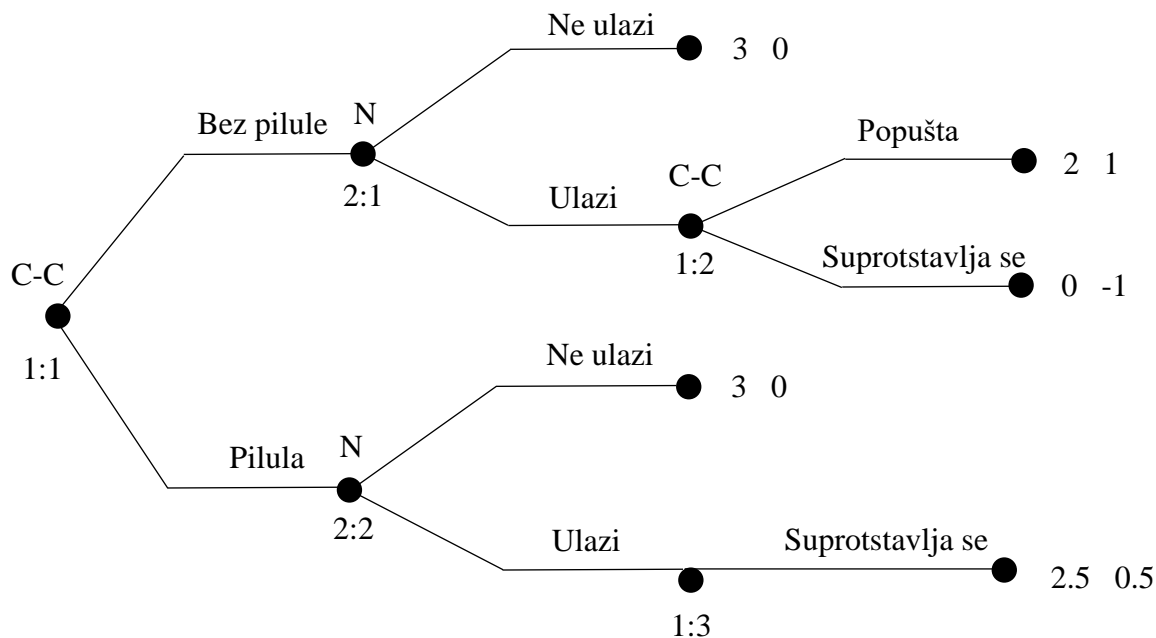 Ne ulazi
3 0
N
Bez pilule
Popušta
2 1
2:1
Ulazi
C-C
1:2
Suprotstavlja se
0 -1
C-C
1:1
Ne ulazi
3 0
N
Pilula
2:2
Ulazi
Suprotstavlja se
2.5 0.5
1:3